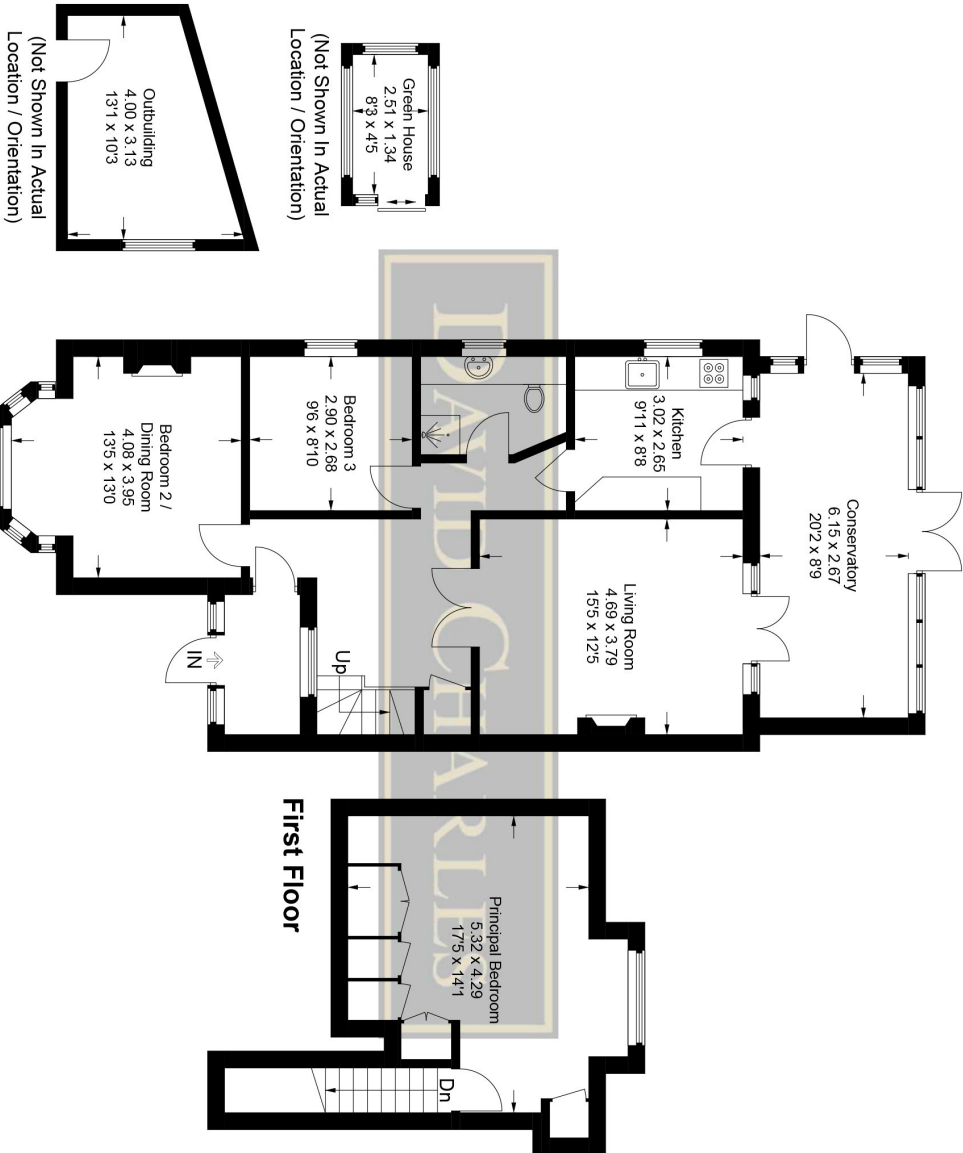 Conservatory
6.15 x 2.67
20'2 x 8'9
Kitchen
3.02 x 2.65
9'11 x 8'8
Living Room
4.69 x 3.79
15'5 x 12'5
Green House
2.51 x 1.34
8'3 x 4'5
(Not Shown In Actual
Location / Orientation)
Bedroom 3
2.90 x 2.68
9'6 x 8'10
Up
Bedroom 2 /
Dining Room
4.08 x 3.95
13'5 x 13'0
IN
Outbuilding
4.00 x 3.13
13'1 x 10'3
(Not Shown In Actual
Location / Orientation)
Principal Bedroom
5.32 x 4.29
17'5 x 14'1
Dn
First Floor
DAVID CHARLES